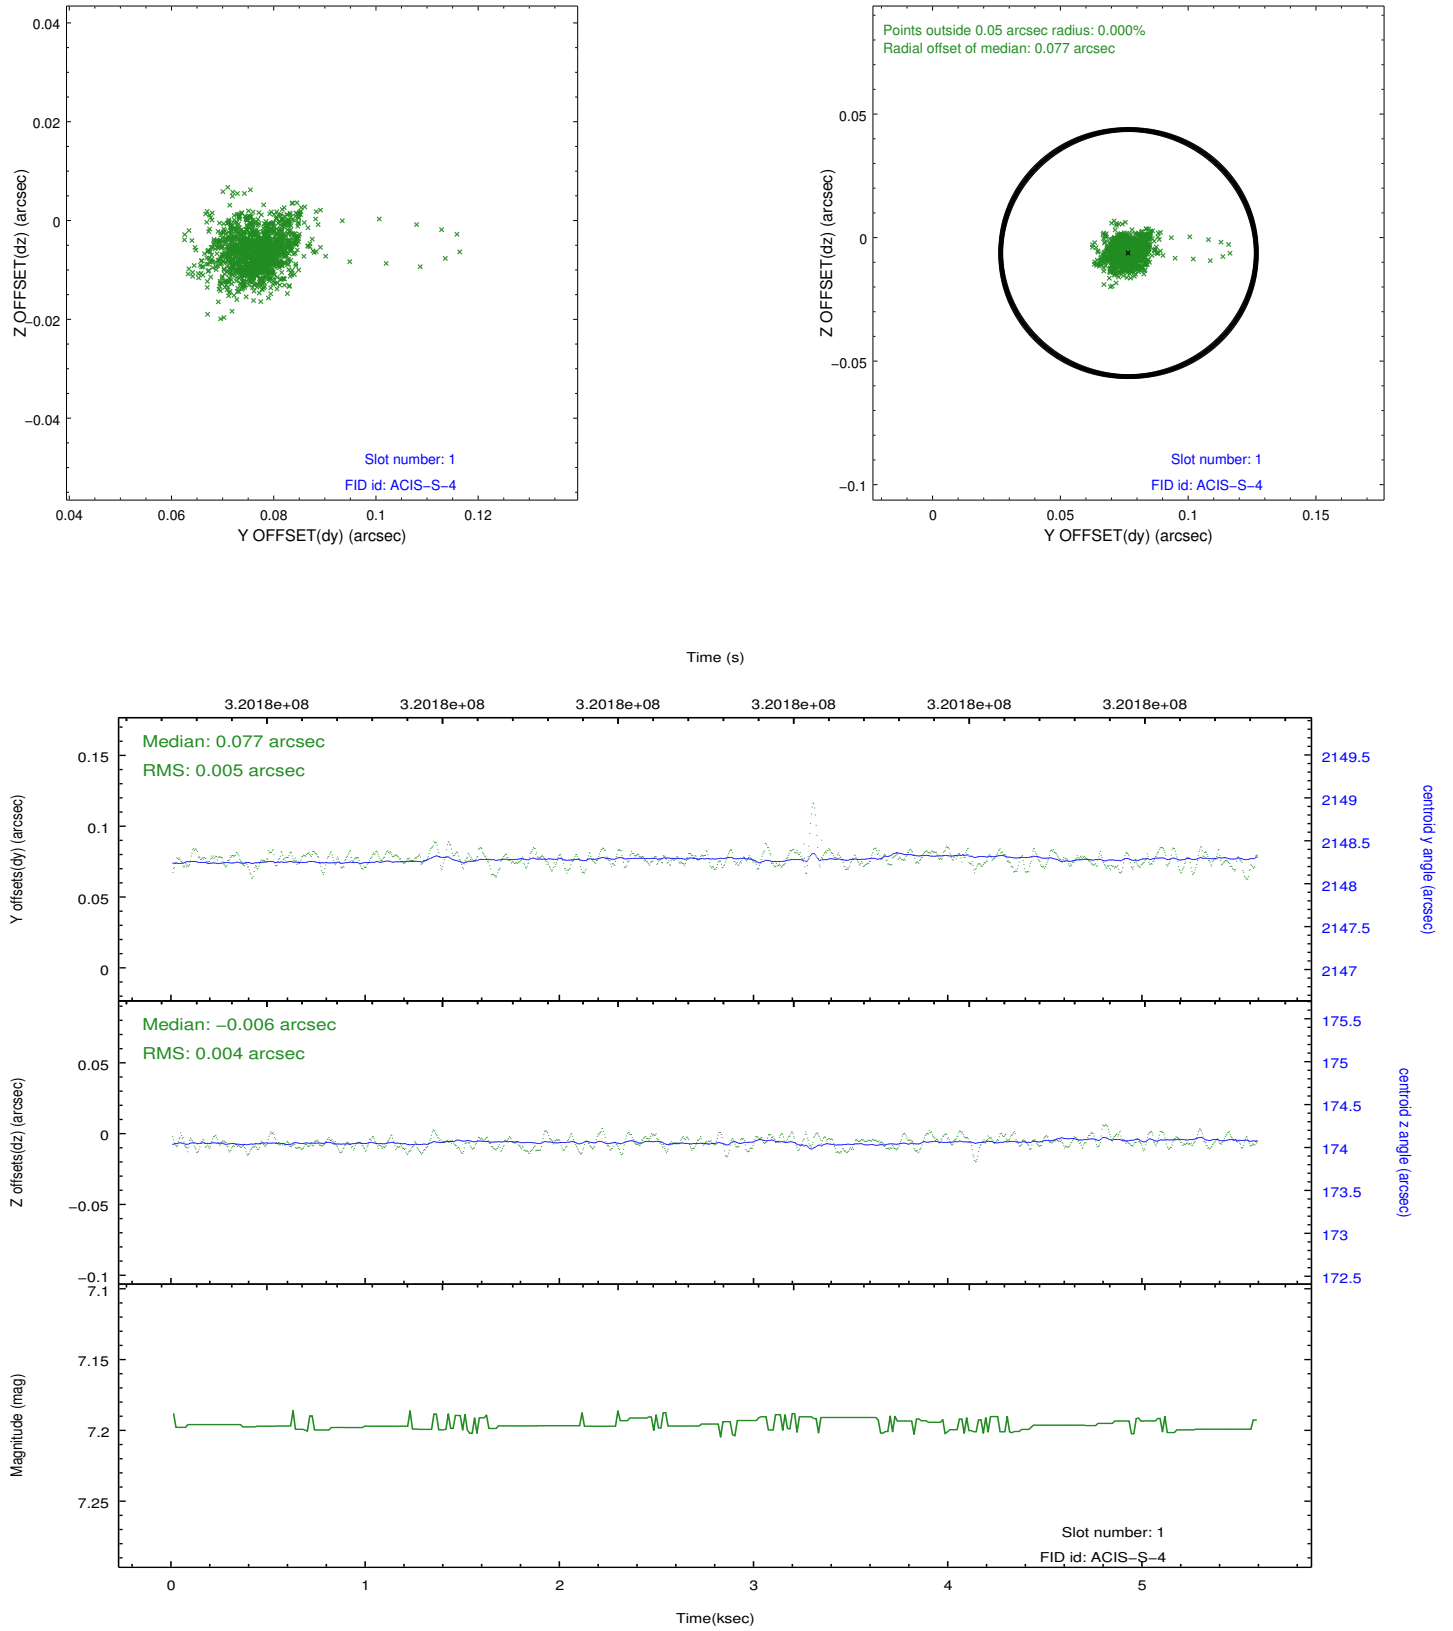 0.04
0.02
0
−0.02
−0.04
Z OFFSET(dz) (arcsec)
Slot number: 1
FID id: ACIS−S−4
0.04 0.06 0.08 0.1 0.12
Y OFFSET(dy) (arcsec)
Points outside 0.05 arcsec radius: 0.000%
Radial offset of median: 0.077 arcsec
0.05
0
−0.05
−0.1
Z OFFSET(dz) (arcsec)
Slot number: 1
FID id: ACIS−S−4
0 0.05 0.1 0.15
Y OFFSET(dy) (arcsec)
Time (s)
3.2018e+08 3.2018e+08 3.2018e+08 3.2018e+08 3.2018e+08 3.2018e+08
Median: 0.077 arcsec
RMS: 0.005 arcsec
0.15
0.1
0.05
0
Y offsets(dy) (arcsec)
2149.5
2149
2148.5
2148
2147.5
2147
centroid y angle (arcsec)
Median: −0.006 arcsec
RMS: 0.004 arcsec
0.05
0
−0.05
−0.1
Z offsets(dz) (arcsec)
175.5
175
174.5
174
173.5
173
172.5
centroid z angle (arcsec)
7.1
7.15
7.2
7.25
Magnitude (mag)
Slot number: 1
FID id: ACIS−S−4
0 1 2 3 4 5
Time(ksec)